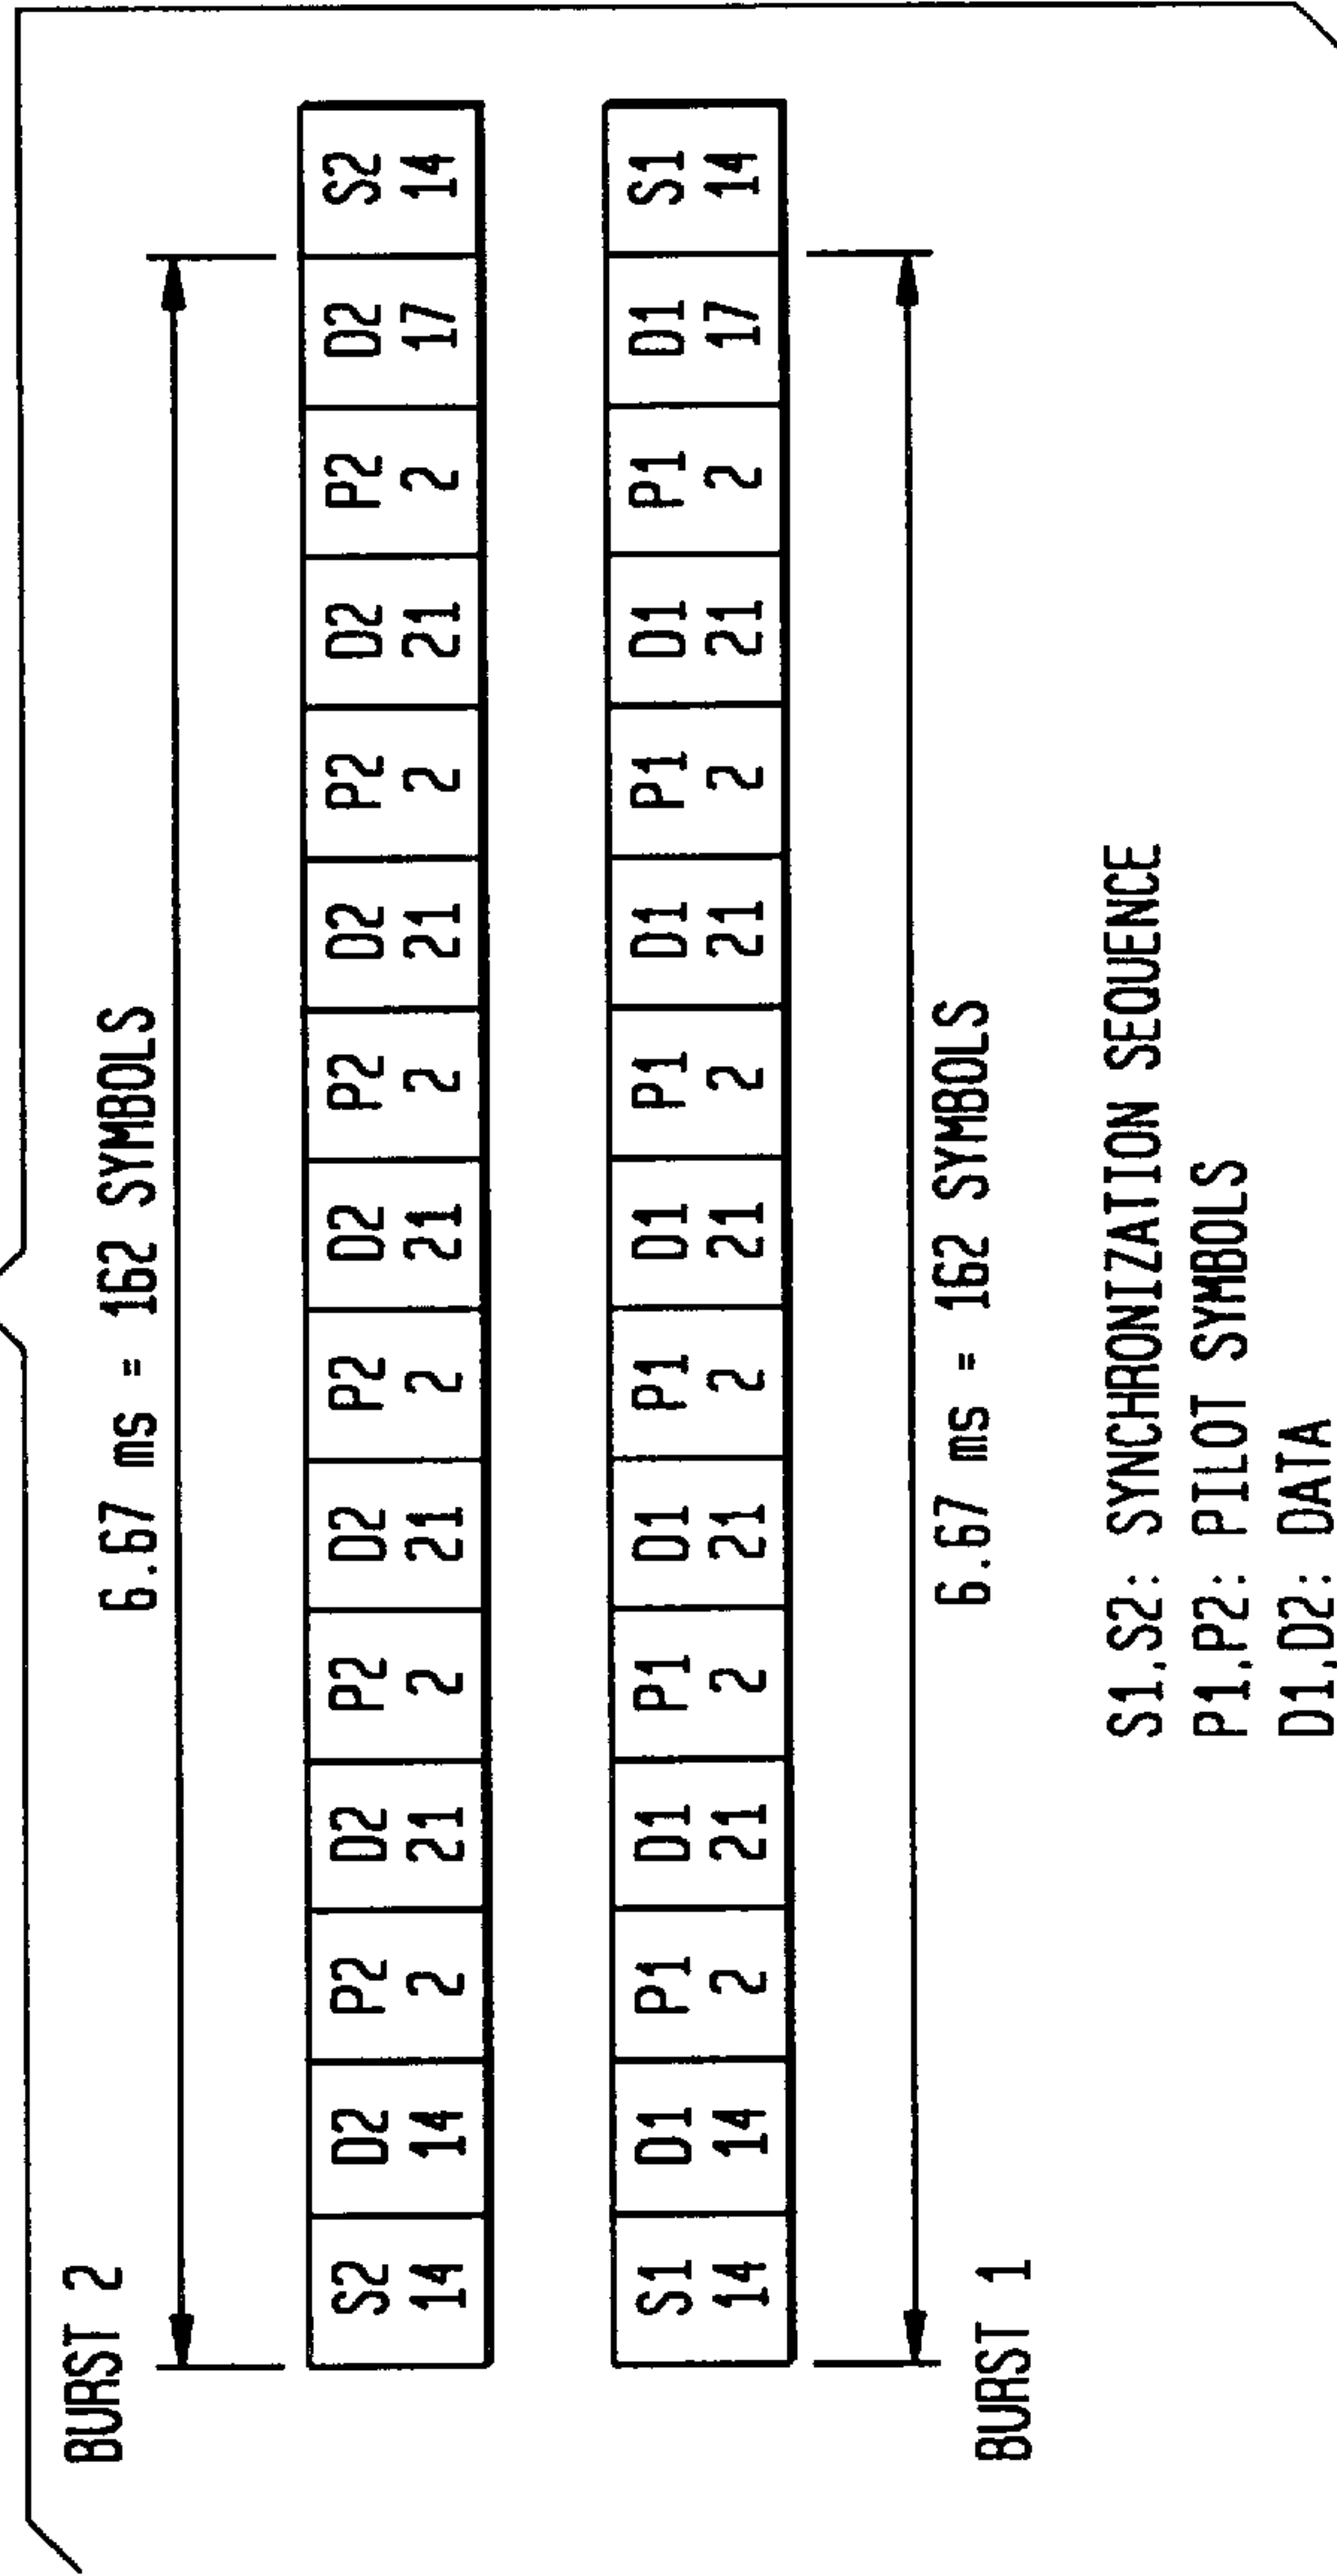 BURST 2
6.67 ms = 162 SYMBOLS
S2 D2 P2 D2 P2 D2 P2 D2 P2 D2 P2 D2 P2 D2 S2
14 14 2 21 2 21 2 21 2 21 2 21 2 17 14
S1 D1 P1 D1 P1 D1 P1 D1 P1 D1 P1 D1 P1 D1 S1
14 14 2 21 2 21 2 21 2 21 2 21 2 17 14
6.67 ms = 162 SYMBOLS
BURST 1
S1,S2: SYNCHRONIZATION SEQUENCE
P1,P2: PILOT SYMBOLS
D1,D2: DATA